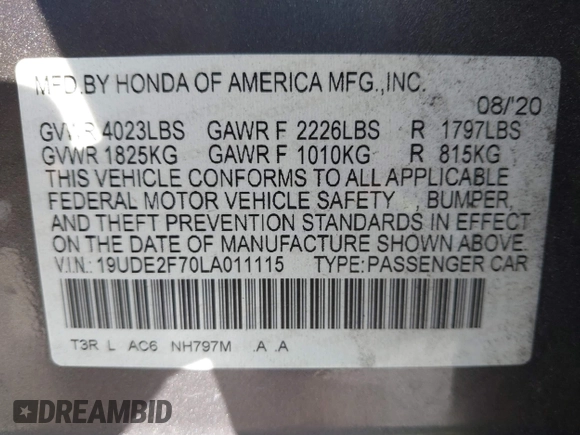 MFD.BY HONDA OF AMERICA MFG.,INC.
08/'20
GVWR 4023LBS GAWR F 2226LBS R 1797LBS
GVWR 1825KG GAWR F 1010KG R 815KG
THIS VEHICLE CONFORMS TO ALL APPLICABLE
FEDERAL MOTOR VEHICLE SAFETY , BUMPER,
AND THEFT PREVENTION STANDARDS IN EFFECT
ON THE DATE OF MANUFACTURE SHOWN ABOVE.
V.I.N.: 19UDE2F70LA011115 TYPE:PASSENGER CAR
T3R L AC6 NH797M .A .A
DREAMBID